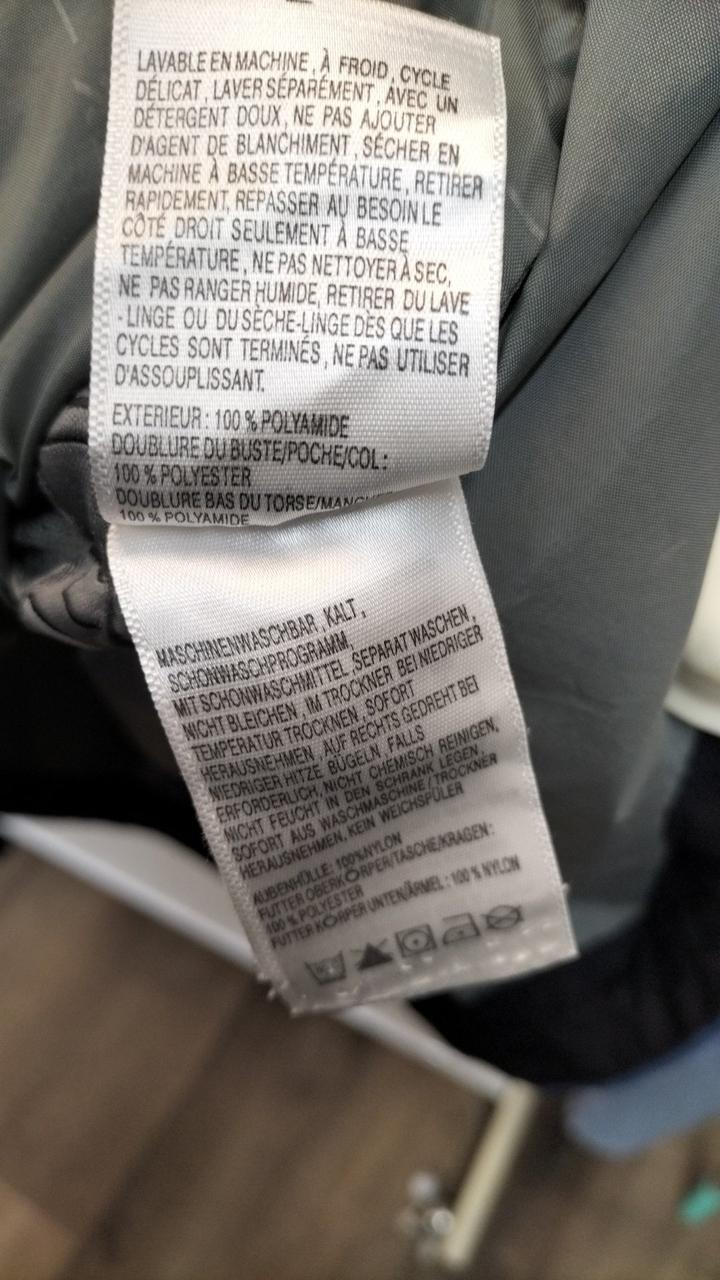 LAVABLE EN MACHINE, À FROID, CYCLE
DÉLICAT, LAVER SÉPARÉMENT, AVEC UN
DÉTERGENT DOUX, NE PAS AJOUTER
D'AGENT DE BLANCHIMENT, SÉCHER EN
MACHINE À BASSE TEMPÉRATURE, RETIRER
RAPIDEMENT, REPASSER AU BESOIN LE
CÔTÉ DROIT SEULEMENT À BASSE
TEMPÉRATURE, NE PAS NETTOYER À SEC,
NE PAS RANGER HUMIDE, RETIRER DU LAVE
-LINGE OU DU SÈCHE-LINGE DÈS QUE LES
CYCLES SONT TERMINÉS, NE PAS UTILISER
D'ASSOUPLISSANT.
EXTERIEUR: 100 % POLYAMIDE
DOUBLURE DU BUSTE/POCHE/COL:
100 % POLYESTER
DOUBLURE BAS DU TORSE/
100 % POLYAMIDE
MASCHINENWASCHBAR, KALT,
SCHONWASCHPROGRAMM,
MIT SCHONWASCHMITTEL, SEPARAT WASCHEN,
NICHT BLEICHEN, IM TROCKNER BEI NIEDRIGER
TEMPERATUR TROCKNEN, SOFORT
HERAUSNEHMEN, AUF RECHTS GEDREHT BEI
NIEDRIGER HITZE BÜGELN, FALLS
ERFORDERLICH, NICHT CHEMISCH REINIGEN,
NICHT FEUCHT IN DEN SCHRANK LEGEN,
SOFORT AUS WASCHMASCHINE/TROCKNER
HERAUSNEHMEN, KEIN WEICHSPÜLER
AUßENHÜLLE: 100%NYLON
FUTTER OBERKÖRPER/TASCHE/KRAGEN:
100 % POLYESTER
FUTTER KÖRPER UNTEN/ÄRMEL: 100 % NYLON